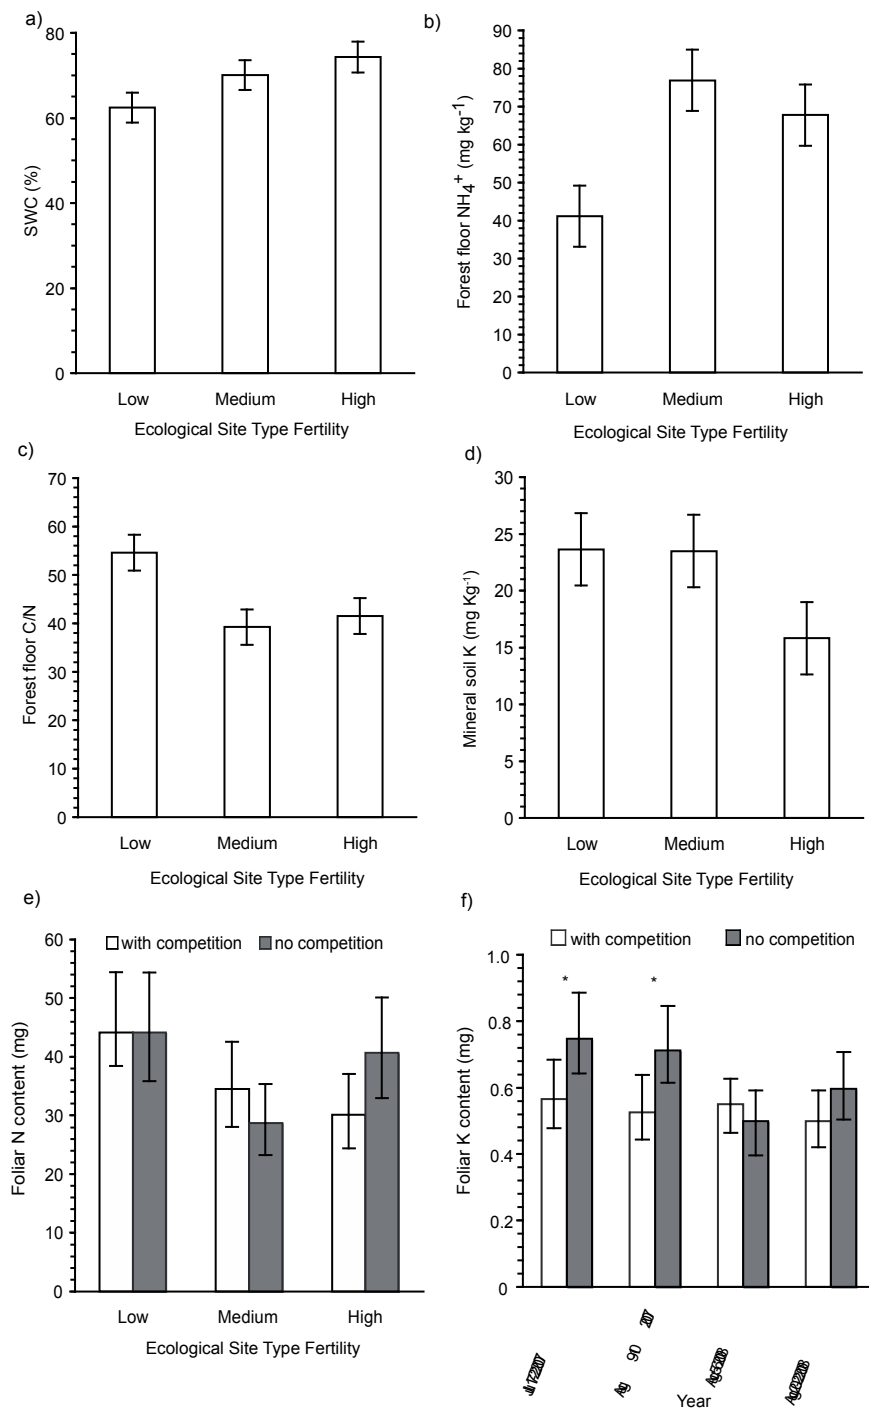 a)
80
60
40
20
0
SWC (%)
Low Medium High
Ecological Site Type Fertility
b)
90
80
70
60
50
40
30
20
10
0
Forest floor NH4+ (mg kg-1)
Low Medium High
Ecological Site Type Fertility
c)
70
60
50
40
30
20
10
0
Forest floor C/N
Low Medium High
Ecological Site Type Fertility
d)
30
25
20
15
10
5
0
Mineral soil K (mg Kg-1)
Low Medium High
Ecological Site Type Fertility
e)
with competition no competition
60
50
40
30
20
10
0
Foliar N content (mg)
Low Medium High
Ecological Site Type Fertility
f)
with competition no competition
1.0
0.8
0.6
0.4
0.2
0
* *
Foliar K content (mg)
Year